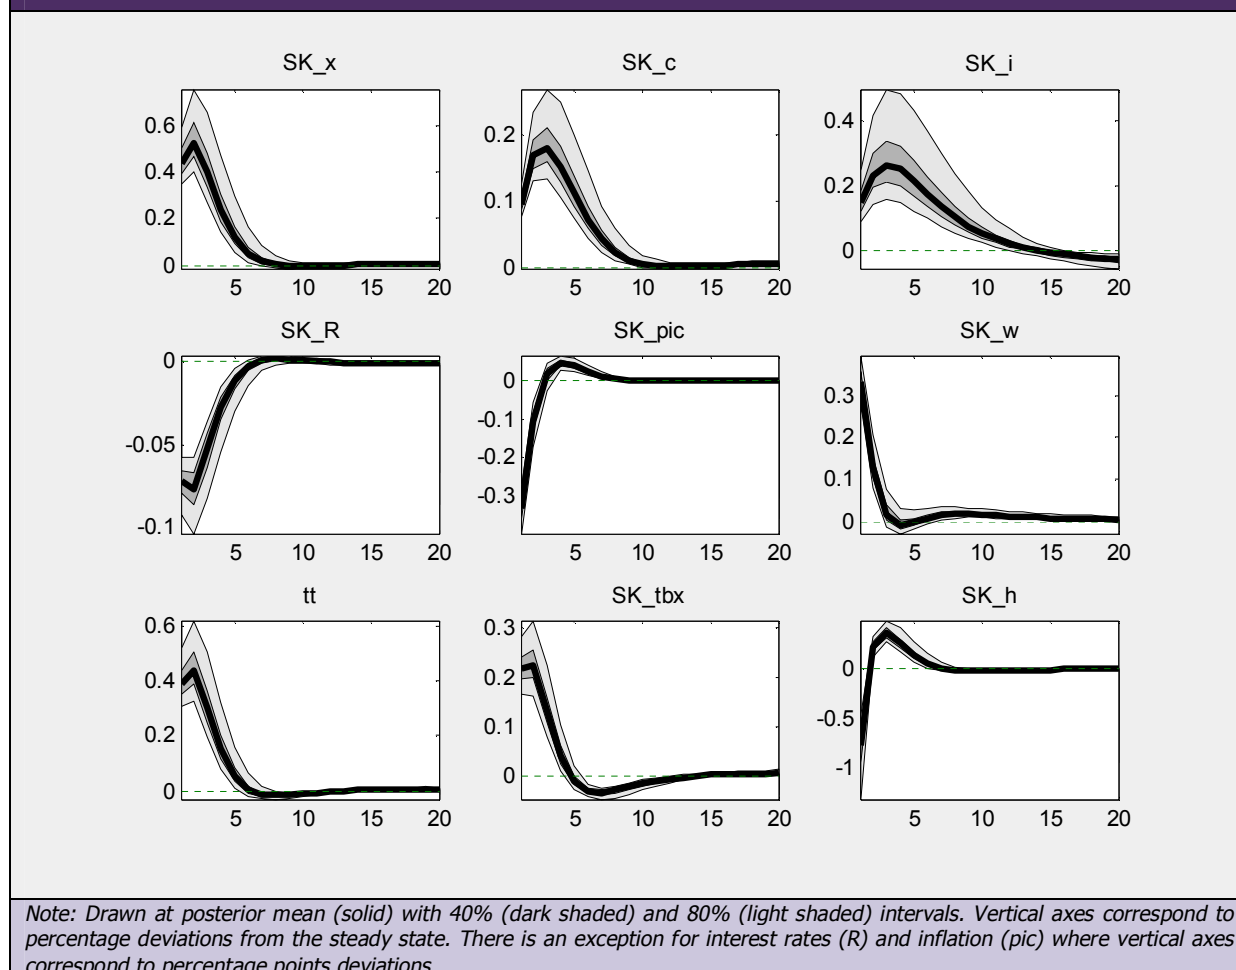 SK_x SK_c SK_i
0.6 0.4 0.2 0 5 10 15 20
0.2 0.1 0 5 10 15 20
0.4 0.2 0 5 10 15 20
SK_R SK_pic SK_w
0 -0.05 -0.1 5 10 15 20
0 -0.1 -0.2 -0.3 5 10 15 20
0.3 0.2 0.1 0 5 10 15 20
tt SK_tbx SK_h
0.6 0.4 0.2 0 5 10 15 20
0.3 0.2 0.1 0 5 10 15 20
0 -0.5 -1 5 10 15 20
Note: Drawn at posterior mean (solid) with 40% (dark shaded) and 80% (light shaded) intervals. Vertical axes correspond to
percentage deviations from the steady state. There is an exception for interest rates (R) and inflation (pic) where vertical axes
correspond to percentage points deviations